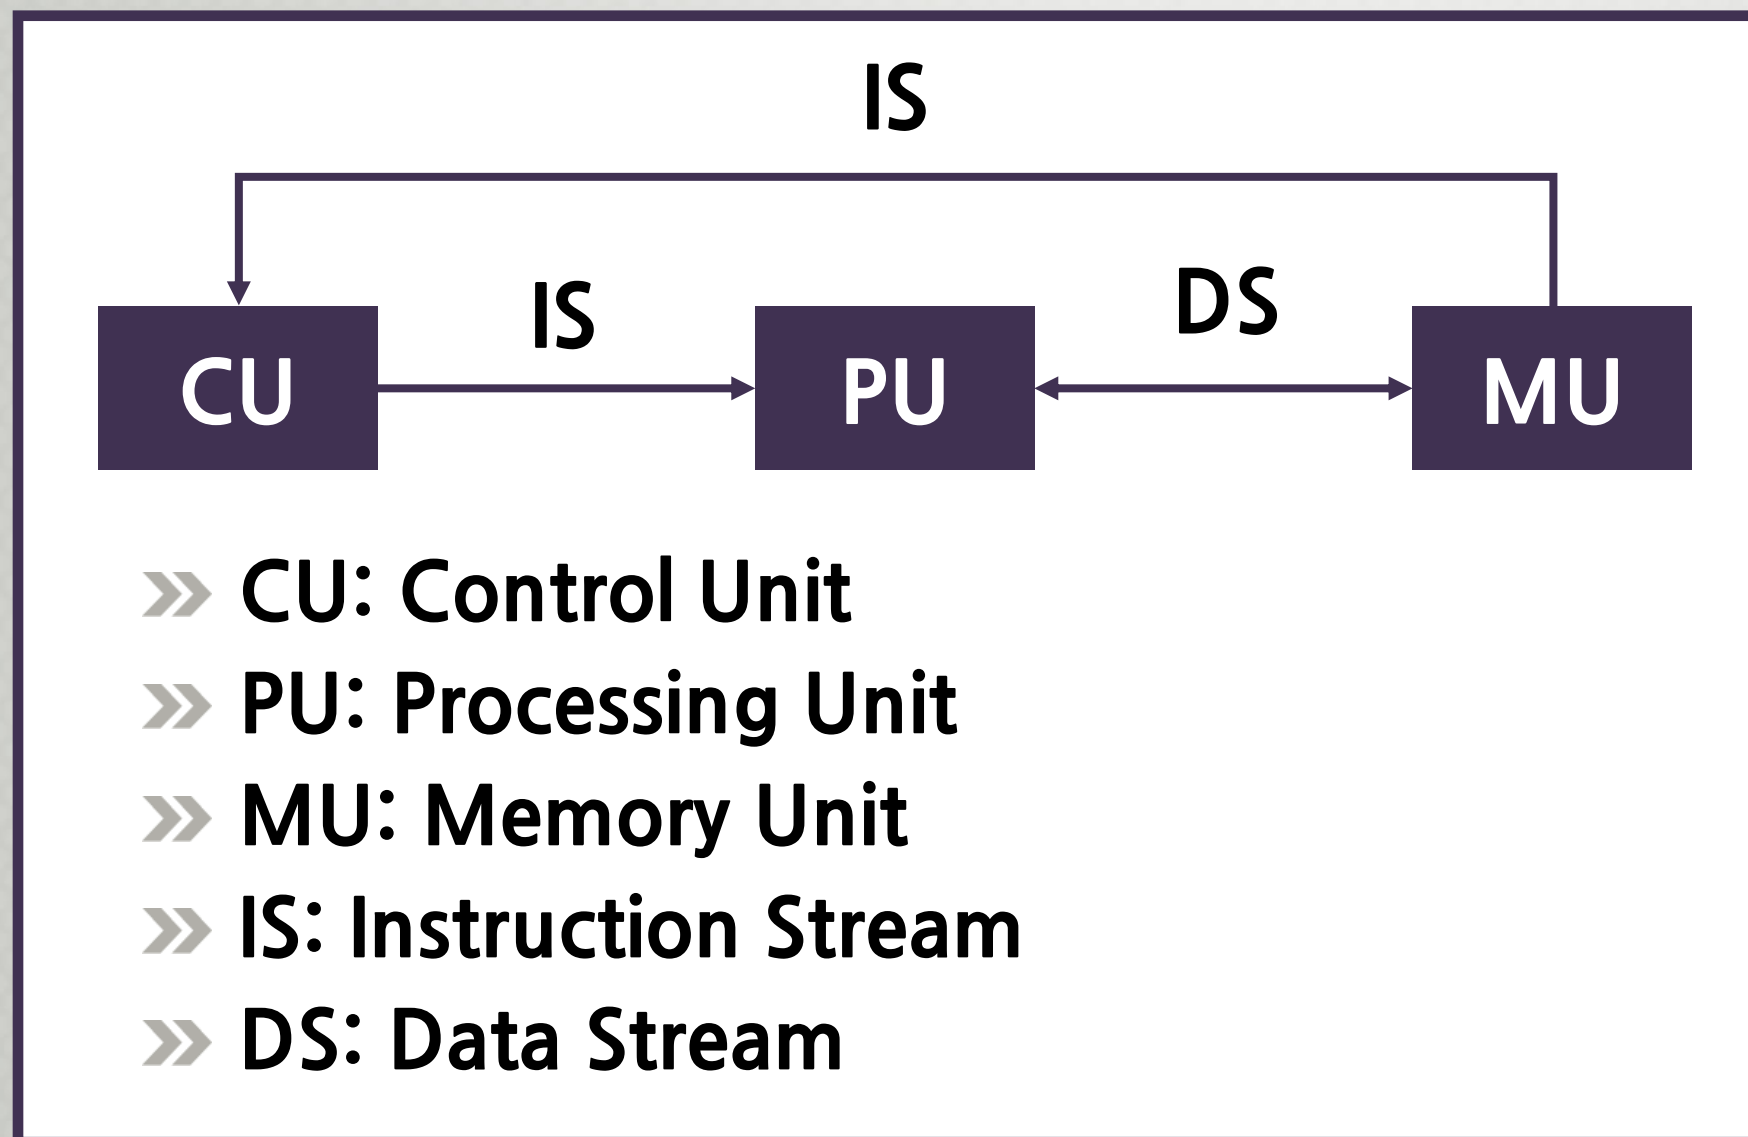 IS
IS
DS
CU
PU
MU
CU: Control Unit
PU: Processing Unit
MU: Memory Unit
IS: Instruction Stream
DS: Data Stream